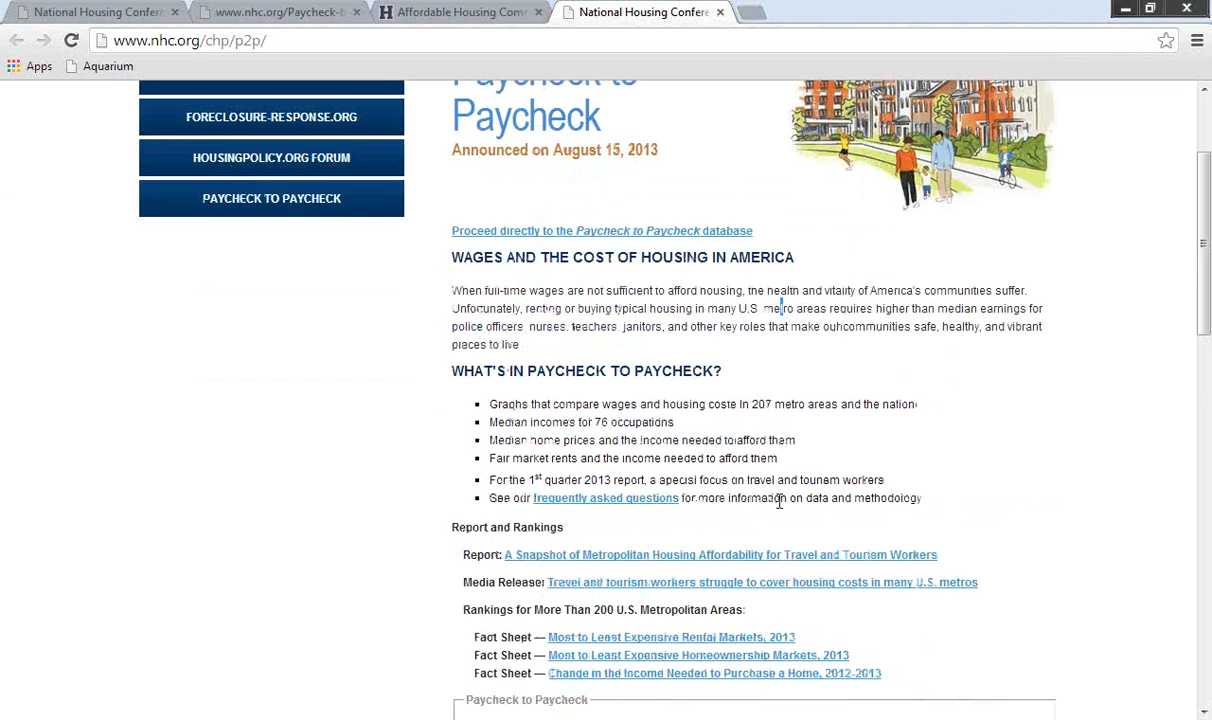 National Housing Confere
www.nhc.org/Paycheck-t
Affordable Housing Com
National Housing Confere
www.nhc.org/chp/p2p/
Apps
Aquarium
Paycheck to
Paycheck
Announced on August 15, 2013
FORECLOSURE-RESPONSE.ORG
HOUSINGPOLICY.ORG FORUM
PAYCHECK TO PAYCHECK
Proceed directly to the Paycheck to Paycheck database
WAGES AND THE COST OF HOUSING IN AMERICA
When full-time wages are not sufficient to afford housing, the health and vitality of America's communities suffer.
Unfortunately, renting or buying typical housing in many U.S. metro areas requires higher than median earnings for
police officers, nurses, teachers, janitors, and other key roles that make our communities safe, healthy, and vibrant
places to live
WHAT'S IN PAYCHECK TO PAYCHECK?
Graphs that compare wages and housing costs in 207 metro areas and the nation
Median incomes for 76 occupations
Median home prices and the income needed to afford them
Fair market rents and the income needed to afford them
For the 1st quarter 2013 report, a special focus on travel and tourism workers
See our frequently asked questions for more information on data and methodology
Report and Rankings
Report: A Snapshot of Metropolitan Housing Affordability for Travel and Tourism Workers
Media Release: Travel and tourism workers struggle to cover housing costs in many U.S. metros
Rankings for More Than 200 U.S. Metropolitan Areas:
Fact Sheet — Most to Least Expensive Rental Markets, 2013
Fact Sheet — Most to Least Expensive Homeownership Markets, 2013
Fact Sheet — Change in the Income Needed to Purchase a Home, 2012-2013
Paycheck to Paycheck